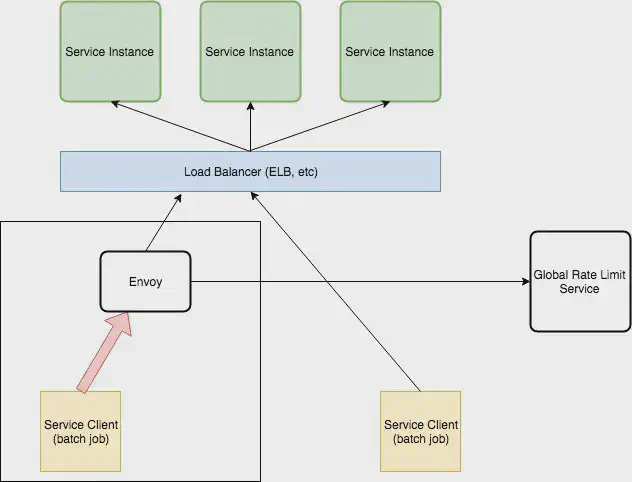 Service Instance
Service Instance
Service Instance
Load Balancer (ELB, etc)
Envoy
Global Rate Limit
Service
Service Client
(batch job)
Service Client
(batch job)